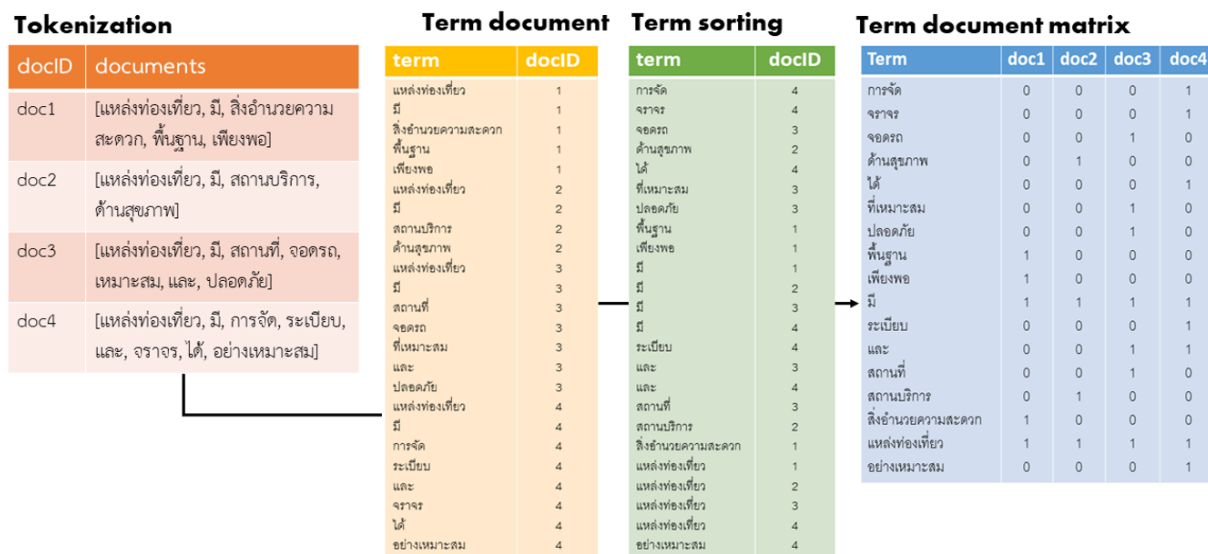 Tokenization
docID documents
doc1 [แหล่งท่องเที่ยว, มี, สิ่งอำนวยความ
สะดวก, พื้นฐาน, เพียงพอ]
doc2 [แหล่งท่องเที่ยว, มี, สถานบริการ,
ด้านสุขภาพ]
doc3 [แหล่งท่องเที่ยว, มี, สถานที่, จอดรถ,
เหมาะสม, และ, ปลอดภัย]
doc4 [แหล่งท่องเที่ยว, มี, การจัด, ระเบียบ,
และ, จราจร, ได้, อย่างเหมาะสม]
Term document
term docID
แหล่งท่องเที่ยว 1
มี 1
สิ่งอำนวยความสะดวก 1
พื้นฐาน 1
เพียงพอ 1
แหล่งท่องเที่ยว 2
มี 2
สถานบริการ 2
ด้านสุขภาพ 2
แหล่งท่องเที่ยว 3
มี 3
สถานที่ 3
จอดรถ 3
ที่เหมาะสม 3
และ 3
ปลอดภัย 3
แหล่งท่องเที่ยว 4
มี 4
การจัด 4
ระเบียบ 4
และ 4
จราจร 4
ได้ 4
อย่างเหมาะสม 4
Term sorting
term docID
การจัด 4
จราจร 4
จอดรถ 3
ด้านสุขภาพ 2
ได้ 4
ที่เหมาะสม 3
ปลอดภัย 3
พื้นฐาน 1
เพียงพอ 1
มี 1
มี 2
มี 3
มี 4
ระเบียบ 4
และ 3
และ 4
สถานที่ 3
สถานบริการ 2
สิ่งอำนวยความสะดวก 1
แหล่งท่องเที่ยว 1
แหล่งท่องเที่ยว 2
แหล่งท่องเที่ยว 3
แหล่งท่องเที่ยว 4
อย่างเหมาะสม 4
Term document matrix
Term doc1 doc2 doc3 doc4
การจัด 0 0 0 1
จราจร 0 0 0 1
จอดรถ 0 0 1 0
ด้านสุขภาพ 0 1 0 0
ได้ 0 0 0 1
ที่เหมาะสม 0 0 1 0
ปลอดภัย 0 0 1 0
พื้นฐาน 1 0 0 0
เพียงพอ 1 0 0 0
มี 1 1 1 1
ระเบียบ 0 0 0 1
และ 0 0 1 1
สถานที่ 0 0 1 0
สถานบริการ 0 1 0 0
สิ่งอำนวยความสะดวก 1 0 0 0
แหล่งท่องเที่ยว 1 1 1 1
อย่างเหมาะสม 0 0 0 1